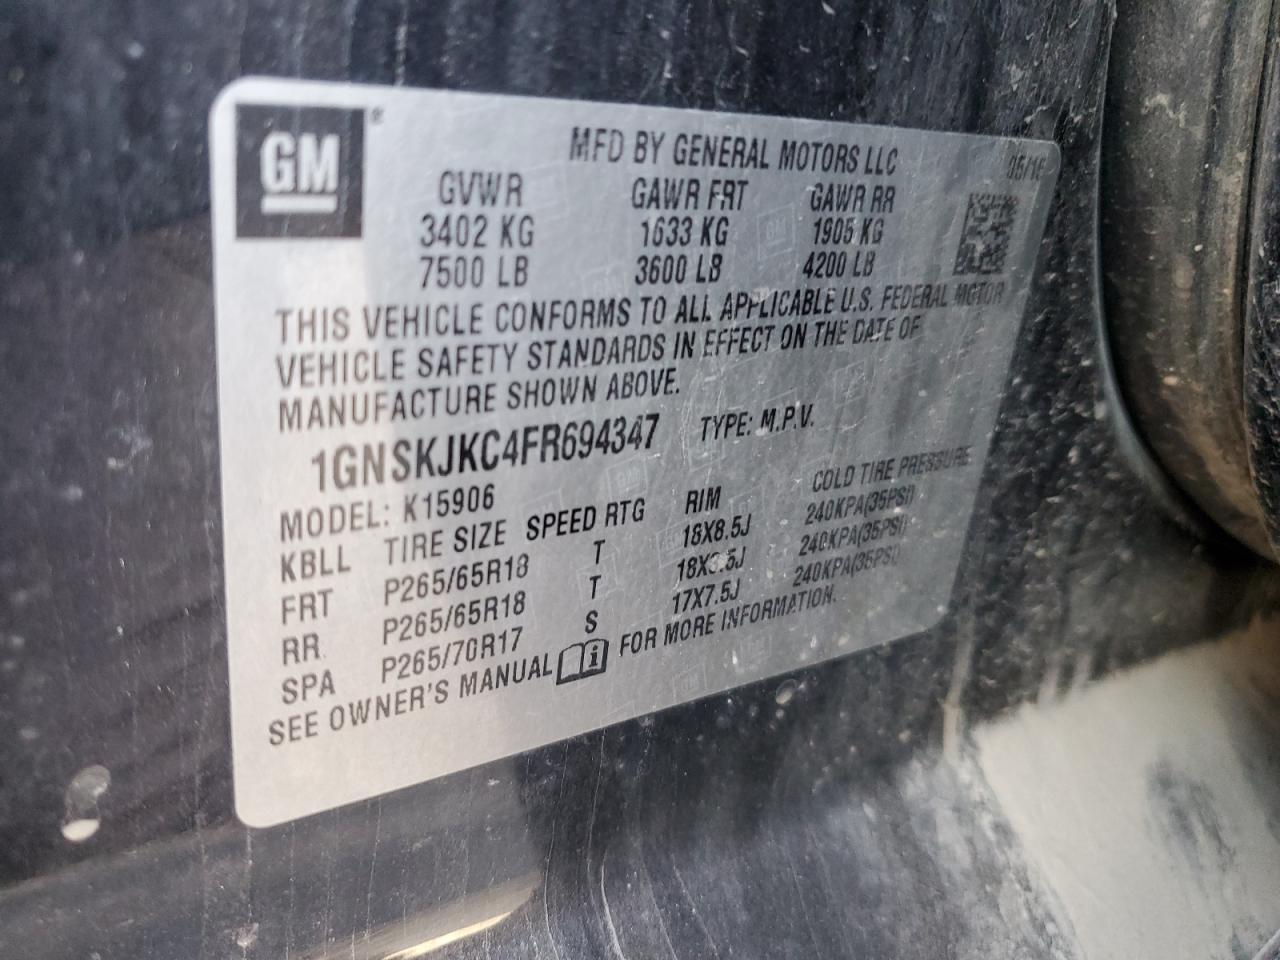 GM®
MFD BY GENERAL MOTORS LLC
GVWR GAWR FRT GAWR RR
3402 KG 1633 KG 1905 KG
7500 LB 3600 LB 4200 LB
THIS VEHICLE CONFORMS TO ALL APPLICABLE U.S. FEDERAL MOTOR
VEHICLE SAFETY STANDARDS IN EFFECT ON THE DATE OF
MANUFACTURE SHOWN ABOVE.
1GNSKJKC4FR694347 TYPE: M.P.V.
MODEL: K15906
KBLL TIRE SIZE SPEED RTG RIM COLD TIRE PRESSURE
FRT P265/65R18 T 18X8.5J 240KPA(35PSI)
RR P265/65R18 T 18X8.5J 240KPA(35PSI)
SPA P265/70R17 S 17X7.5J 240KPA(35PSI)
SEE OWNER'S MANUAL FOR MORE INFORMATION.